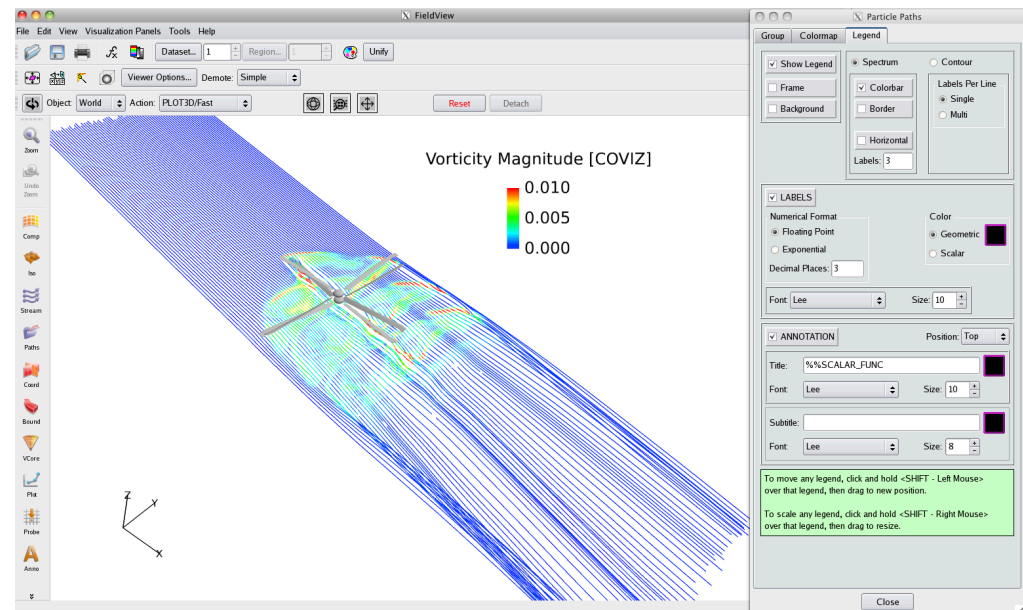 FieldView
File Edit View Visualization Panels Tools Help
Dataset... 1 Region... 1 Unify
Viewer Options... Demote: Simple
Object: World Action: PLOT3D/Fast Reset Detach
Zoom
Undo
Zoom
Comp
Iso
Stream
Paths
Coord
Bound
VCore
Plot
Probe
Anno
Vorticity Magnitude [COVIZ]
0.010
0.005
0.000
Z
Y
X
Particle Paths
Group Colormap Legend
Show Legend
Frame
Background
Spectrum
Contour
Colorbar
Border
Horizontal
Labels: 3
Labels Per Line
Single
Multi
LABELS
Numerical Format
Floating Point
Exponential
Decimal Places: 3
Color
Geometric
Scalar
Font: Lee Size: 10
ANNOTATION Position: Top
Title: %%SCALAR_FUNC
Font: Lee Size: 10
Subtitle:
Font: Lee Size: 8
To move any legend, click and hold <SHIFT - Left Mouse>
over that legend, then drag to new position.
To scale any legend, click and hold <SHIFT - Right Mouse>
over that legend, then drag to resize.
Close